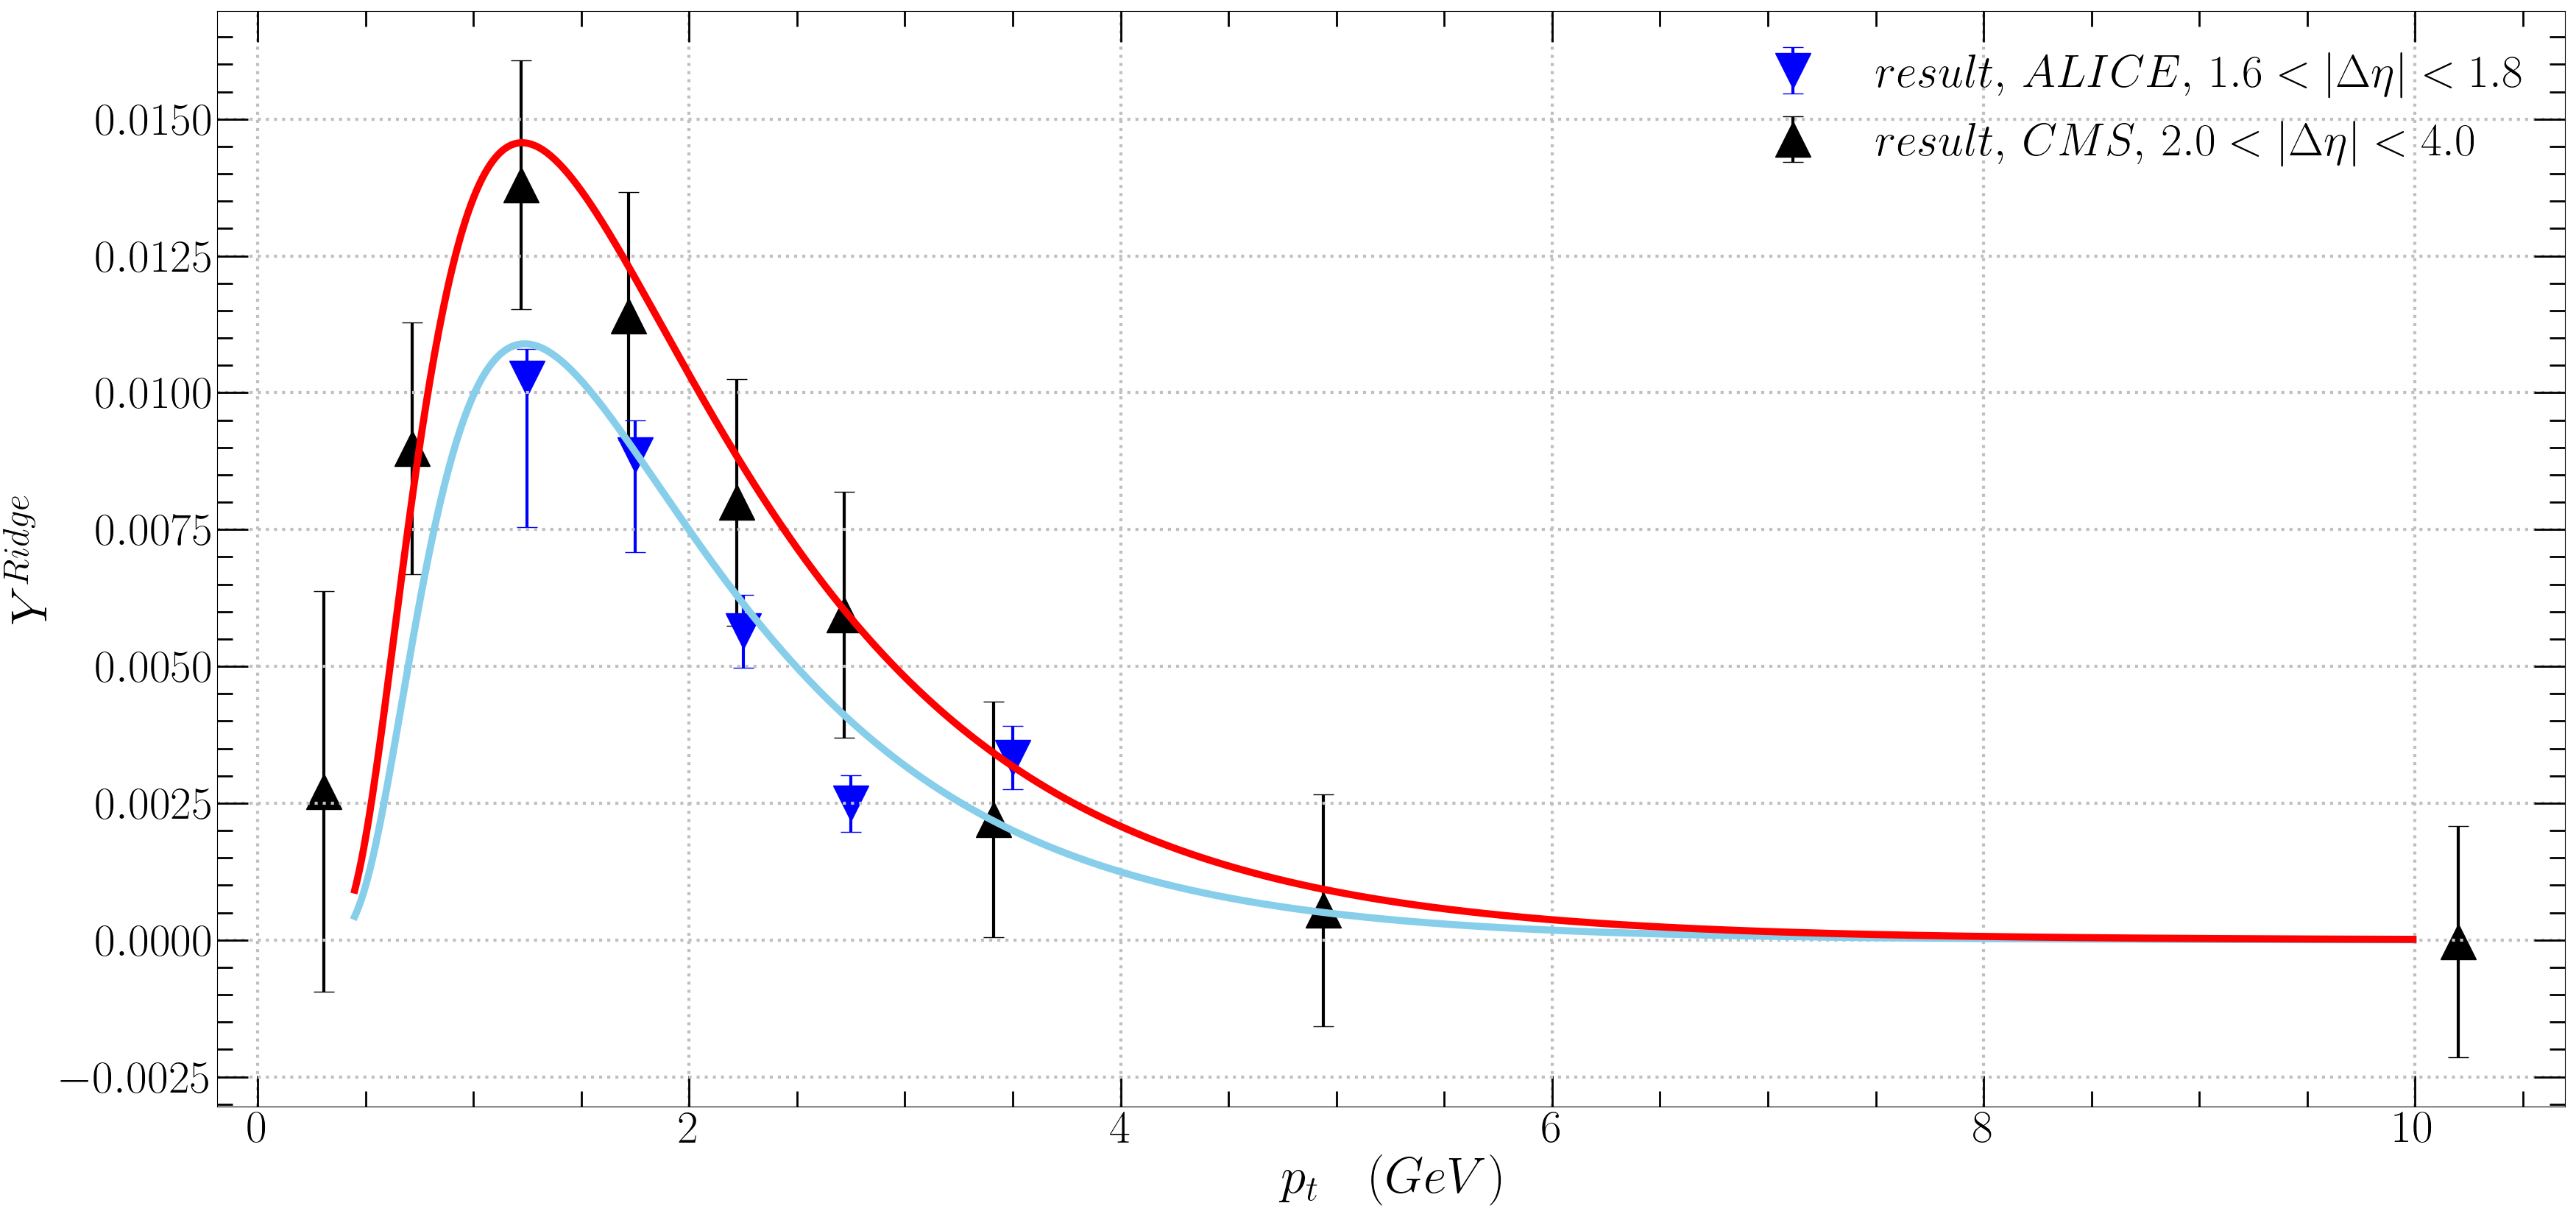 result, ALICE, 1.6 < |Δη| < 1.8
result, CMS, 2.0 < |Δη| < 4.0
0.0150
0.0125
0.0100
0.0075
0.0050
0.0025
0.0000
−0.0025
Y^{Ridge}
0 2 4 6 8 10
p_t (GeV)